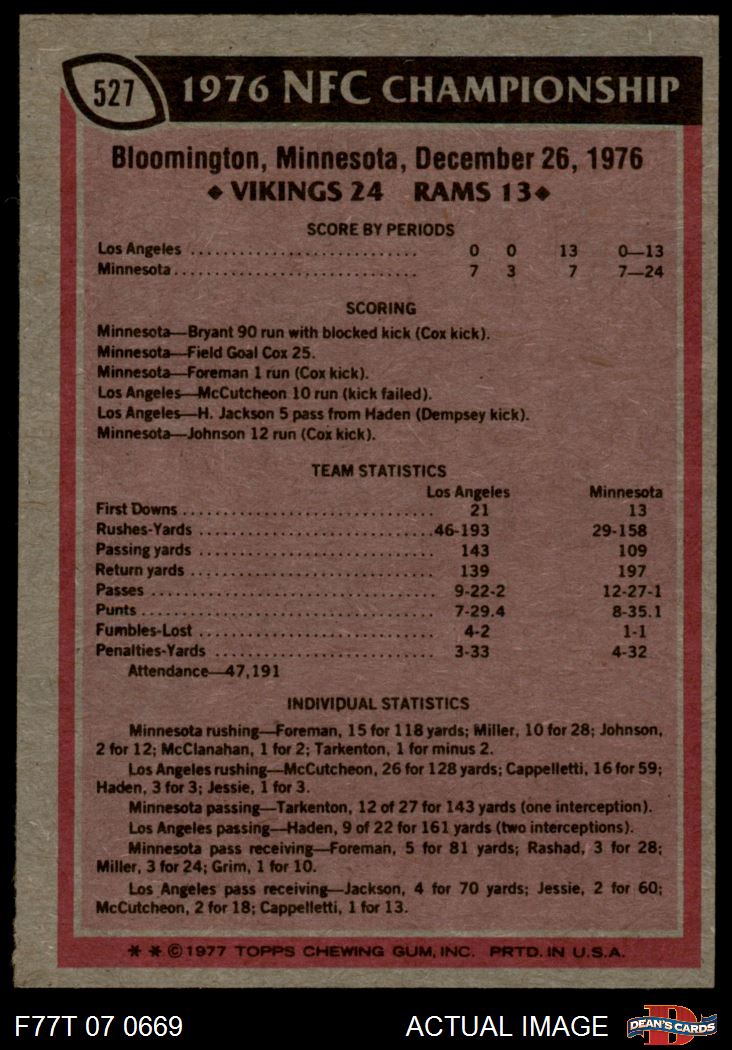 527
1976 NFC CHAMPIONSHIP
Bloomington, Minnesota, December 26, 1976
◆ VIKINGS 24 RAMS 13 ◆
SCORE BY PERIODS
Los Angeles ............................ 0 0 13 0—13
Minnesota.............................. 7 3 7 7—24
SCORING
Minnesota—Bryant 90 run with blocked kick (Cox kick).
Minnesota—Field Goal Cox 25.
Minnesota—Foreman 1 run (Cox kick).
Los Angeles—McCutcheon 10 run (kick failed).
Los Angeles—H. Jackson 5 pass from Haden (Dempsey kick).
Minnesota—Johnson 12 run (Cox kick).
TEAM STATISTICS
Los Angeles Minnesota
First Downs ............................... 21 13
Rushes-Yards .............................46-193 29-158
Passing yards ............................. 143 109
Return yards .............................. 139 197
Passes .................................... 9-22-2 12-27-1
Punts ..................................... 7-29.4 8-35.1
Fumbles-Lost .............................. 4-2 1-1
Penalties-Yards ........................... 3-33 4-32
Attendance—47,191
INDIVIDUAL STATISTICS
Minnesota rushing—Foreman, 15 for 118 yards; Miller, 10 for 28; Johnson,
2 for 12; McClanahan, 1 for 2; Tarkenton, 1 for minus 2.
Los Angeles rushing—McCutcheon, 26 for 128 yards; Cappelletti, 16 for 59;
Haden, 3 for 3; Jessie, 1 for 3.
Minnesota passing—Tarkenton, 12 of 27 for 143 yards (one interception).
Los Angeles passing—Haden, 9 of 22 for 161 yards (two interceptions).
Minnesota pass receiving—Foreman, 5 for 81 yards; Rashad, 3 for 28;
Miller, 3 for 24; Grim, 1 for 10.
Los Angeles pass receiving—Jackson, 4 for 70 yards; Jessie, 2 for 60;
McCutcheon, 2 for 18; Cappelletti, 1 for 13.
* * ©1977 TOPPS CHEWING GUM, INC. PRTD. IN U.S.A.
F77T 07 0669 ACTUAL IMAGE D DEAN'S CARDS